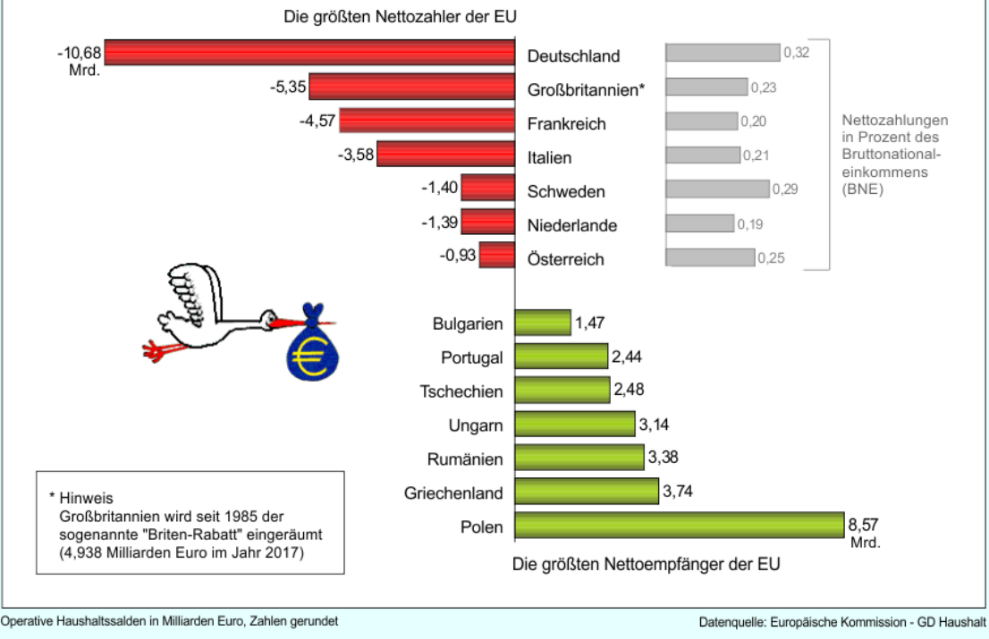 Die größten Nettozahler der EU
-10,68
Mrd.
Deutschland
0,32
-5,35
Großbritannien*
0,23
-4,57
Frankreich
0,20
-3,58
Italien
0,21
-1,40
Schweden
0,29
-1,39
Niederlande
0,19
-0,93
Österreich
0,25
Nettozahlungen
in Prozent des
Bruttonational-
einkommens
(BNE)
€
Bulgarien
1,47
Portugal
2,44
Tschechien
2,48
Ungarn
3,14
Rumänien
3,38
Griechenland
3,74
Polen
8,57
Mrd.
Die größten Nettoempfänger der EU
* Hinweis
Großbritannien wird seit 1985 der
sogenannte "Briten-Rabatt" eingeräumt
(4,938 Milliarden Euro im Jahr 2017)
Operative Haushaltssalden in Milliarden Euro, Zahlen gerundet
Datenquelle: Europäische Kommission - GD Haushalt